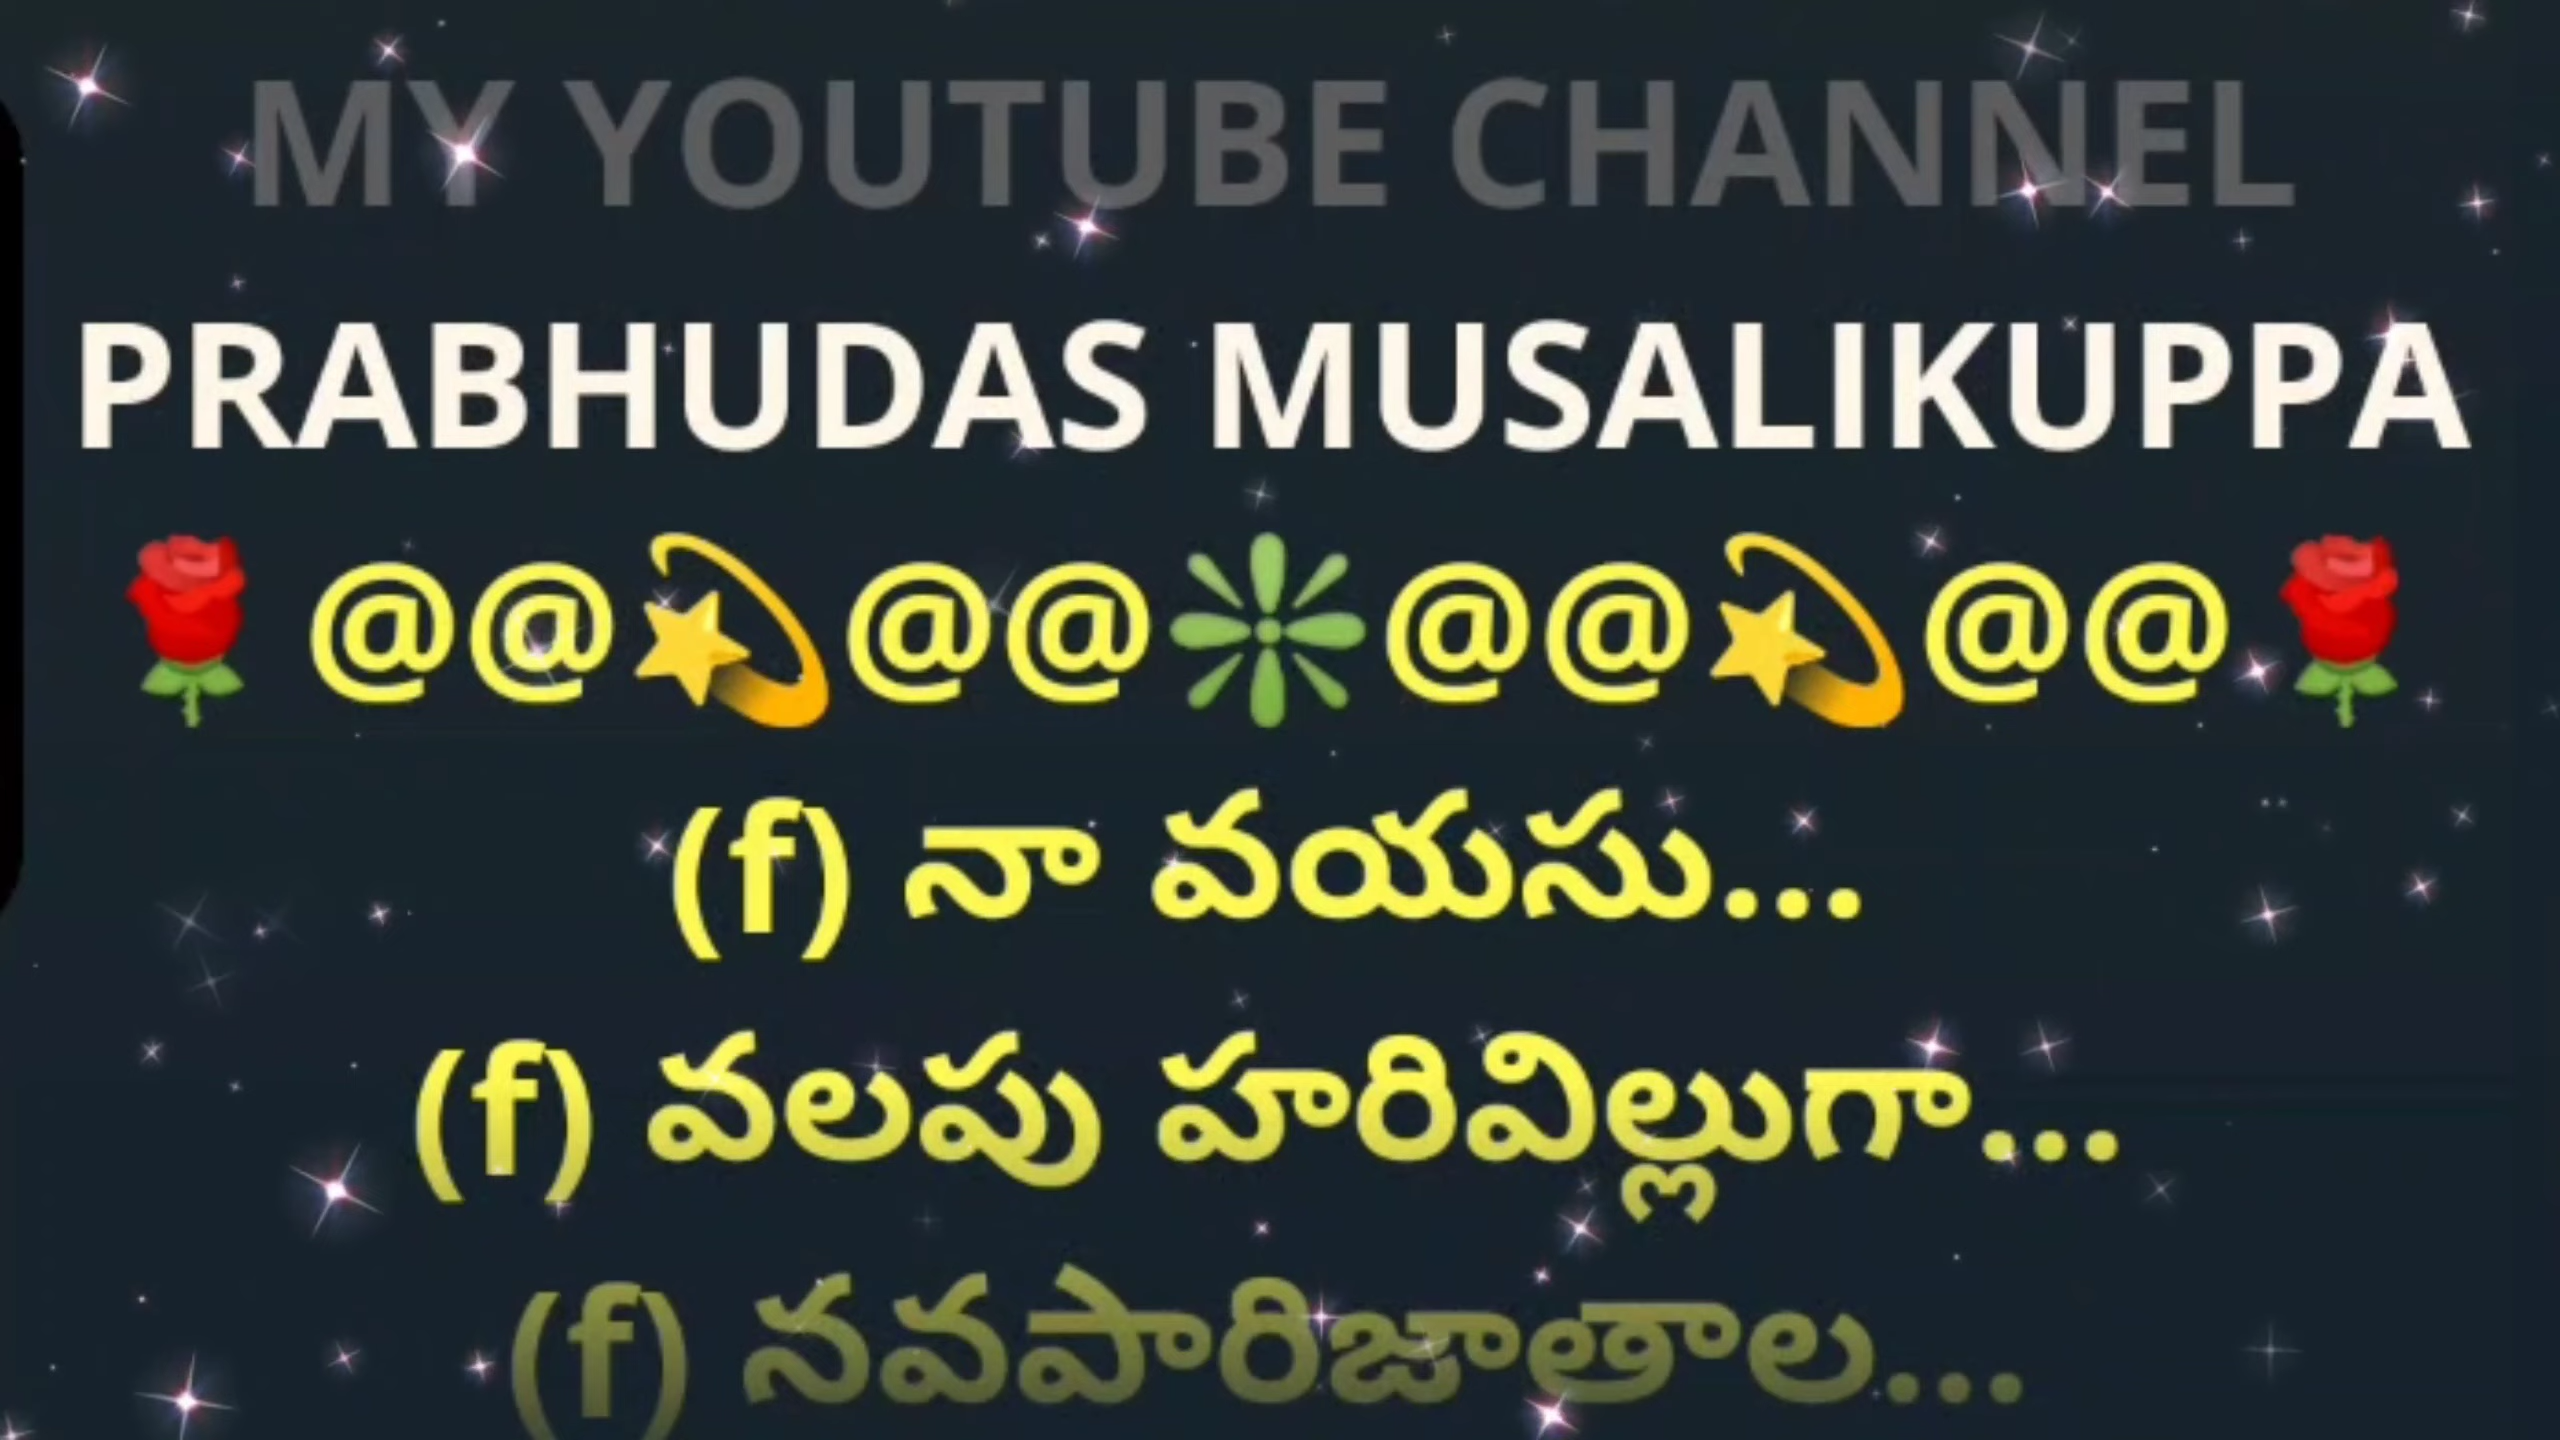 MY YOUTUBE CHANNEL
PRABHUDAS MUSALIKUPPA
🌹@@💫@@❇@@💫@@🌹
(f) నా వయసు...
(f) వలపు హరివిల్లుగా...
(f) నవపారిజాతాల...